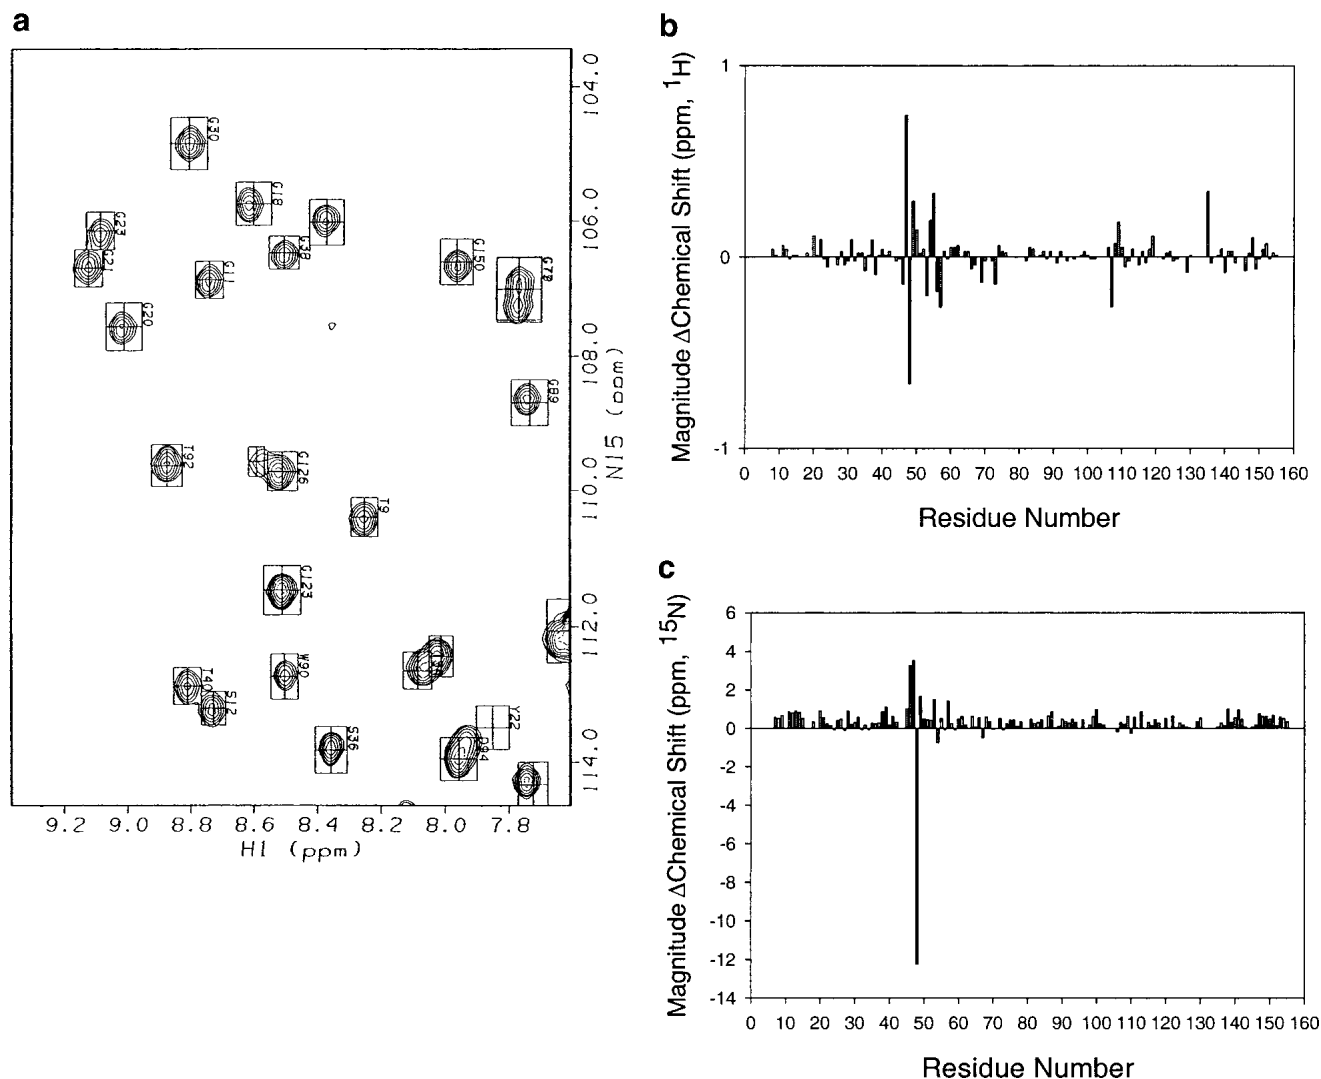 a
G30
G18
G23
G38
G21
G11
G150
G79
G20
G89
T92
G126
T9
G123
W90
T40
S12
S36
Y22
104.0
106.0
108.0
110.0
112.0
114.0
N15 (ppm)
9.2 9.0 8.8 8.6 8.4 8.2 8.0 7.8
H1 (ppm)
b
Magnitude ΔChemical Shift (ppm, ¹H)
1
0
-1
0 10 20 30 40 50 60 70 80 90 100 110 120 130 140 150 160
Residue Number
c
Magnitude ΔChemical Shift (ppm, ¹⁵N)
6
4
2
0
-2
-4
-6
-8
-10
-12
-14
0 10 20 30 40 50 60 70 80 90 100 110 120 130 140 150 160
Residue Number